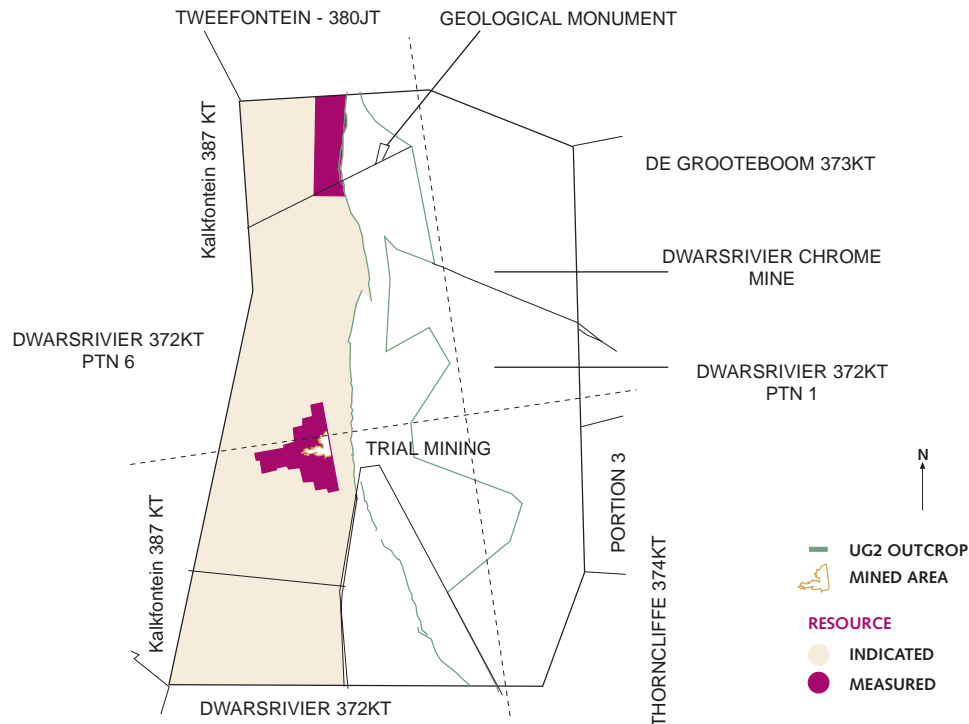 TWEEFONTEIN - 380JT
GEOLOGICAL MONUMENT
Kalkfontein 387 KT
DE GROOTEBOOM 373KT
DWARSRIVIER CHROME
MINE
DWARSRIVIER 372KT
PTN 6
DWARSRIVIER 372KT
PTN 1
TRIAL MINING
N
PORTION 3
Kalkfontein 387 KT
THORNCLIFFE 374KT
UG2 OUTCROP
MINED AREA
RESOURCE
INDICATED
MEASURED
DWARSRIVIER 372KT